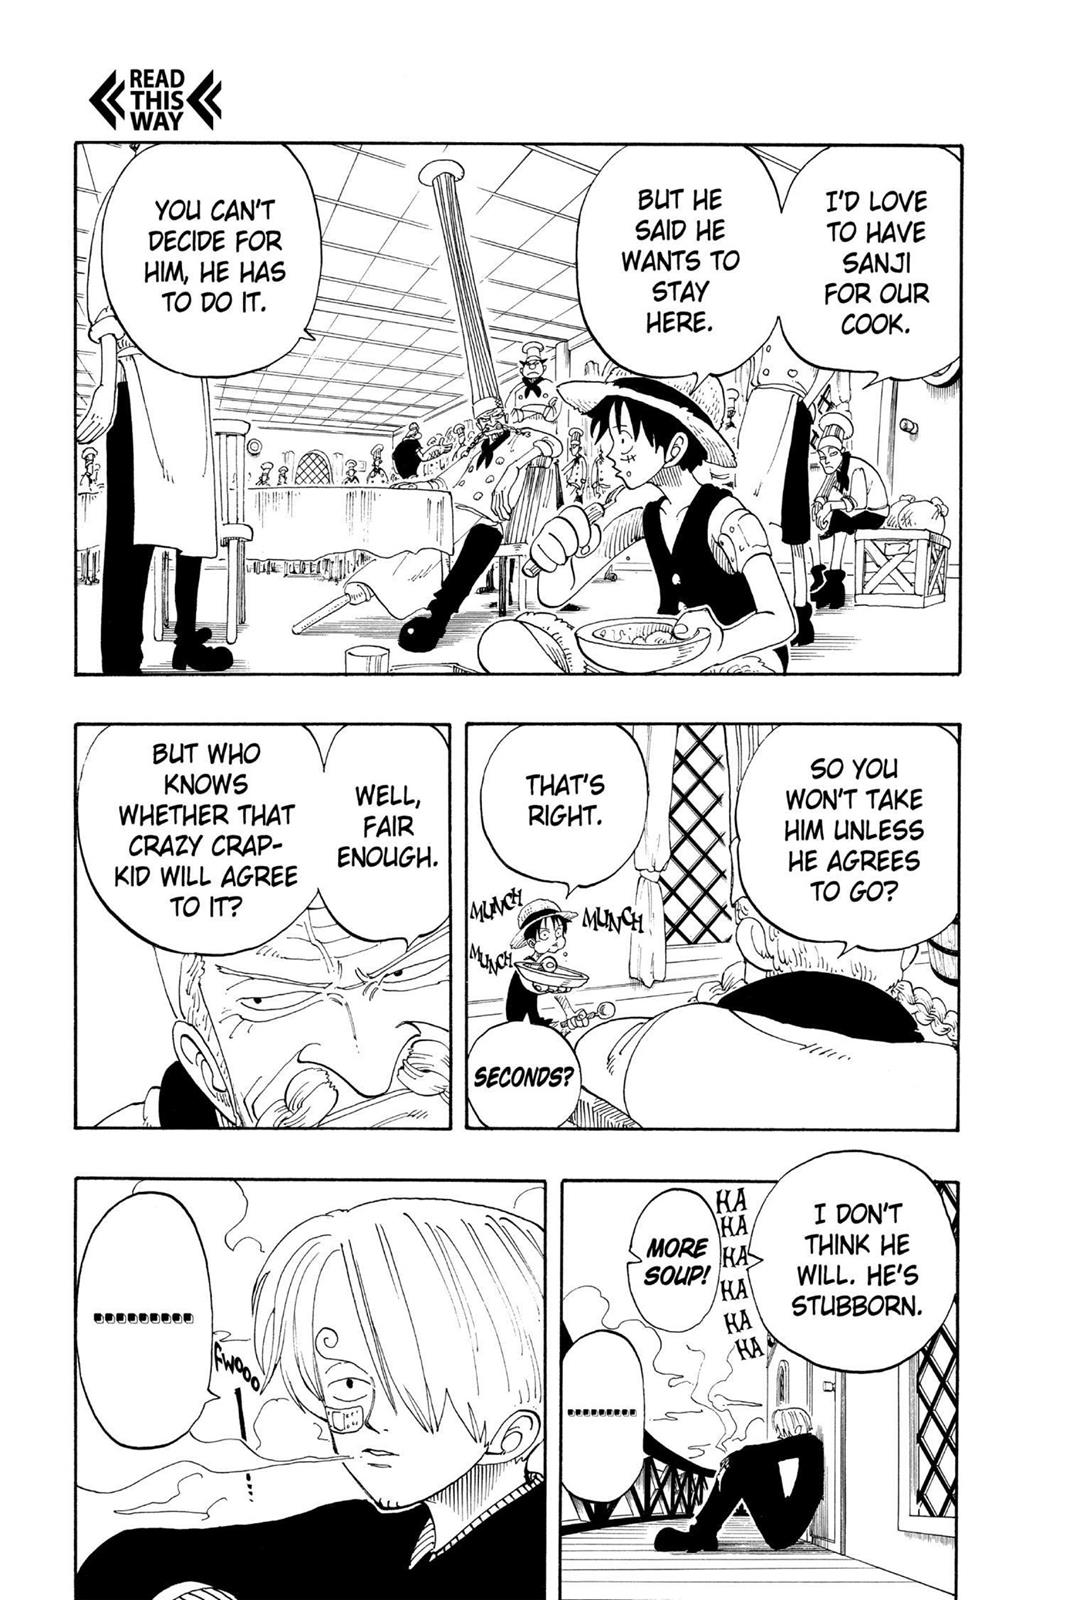 READ
THIS
WAY
I'D LOVE
TO HAVE
SANJI
FOR OUR
COOK.
BUT HE
SAID HE
WANTS TO
STAY
HERE.
YOU CAN'T
DECIDE FOR
HIM, HE HAS
TO DO IT.
SO YOU
WON'T TAKE
HIM UNLESS
HE AGREES
TO GO?
THAT'S
RIGHT.
MUNCH
MUNCH
MUNCH
SECONDS?
WELL,
FAIR
ENOUGH.
BUT WHO
KNOWS
WHETHER THAT
CRAZY CRAP-
KID WILL AGREE
TO IT?
I DON'T
THINK HE
WILL. HE'S
STUBBORN.
HA
HA
HA
HA
HA
HA
MORE
SOUP!
.........
.........
FWOOO